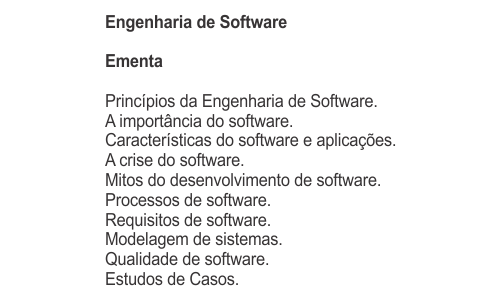 Engenharia de Software
Ementa
Princípios da Engenharia de Software.
A importância do software.
Características do software e aplicações.
A crise do software.
Mitos do desenvolvimento de software.
Processos de software.
Requisitos de software.
Modelagem de sistemas.
Qualidade de software.
Estudos de Casos.